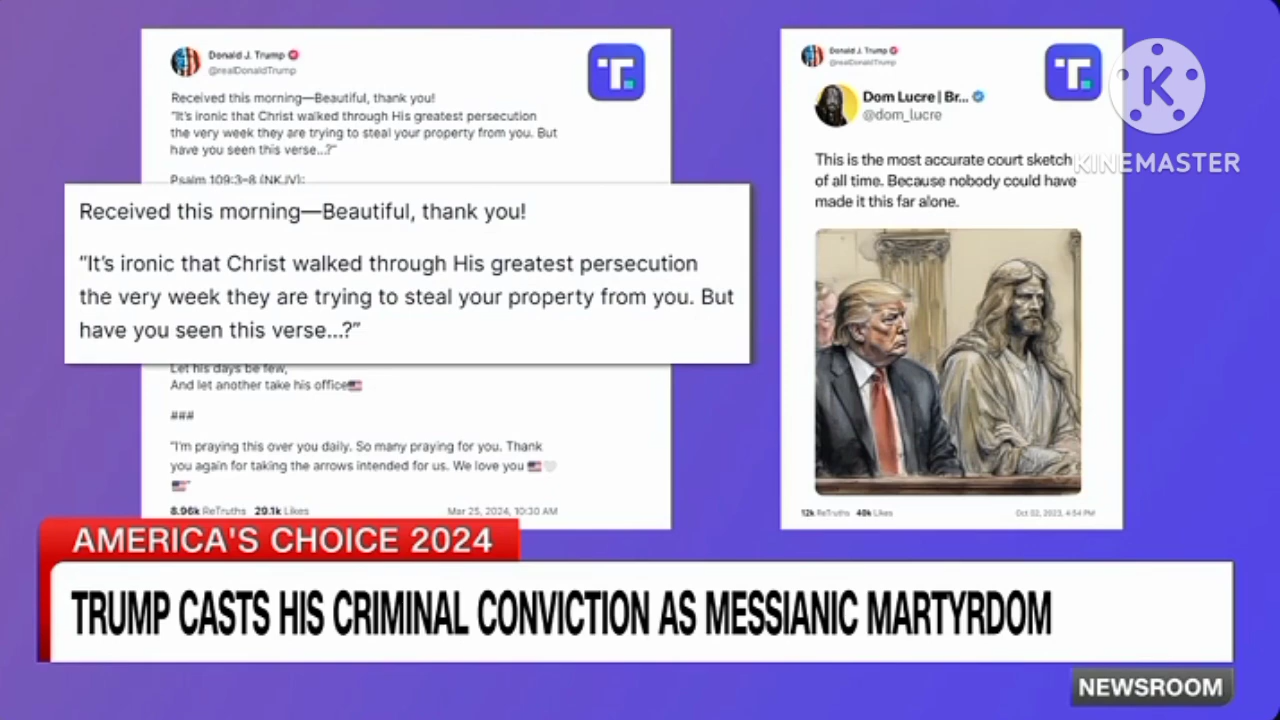 Donald J. Trump
@realDonaldTrump
Received this morning—Beautiful, thank you!
"It's ironic that Christ walked through His greatest persecution
the very week they are trying to steal your property from you. But
have you seen this verse...?"
Psalm 109:3-8 (NKJV):
Received this morning—Beautiful, thank you!
"It's ironic that Christ walked through His greatest persecution
the very week they are trying to steal your property from you. But
have you seen this verse...?"
Let his days be few,
And let another take his office🇺🇸
###
"I'm praying this over you daily. So many praying for you. Thank
you again for taking the arrows intended for us. We love you 🇺🇸🤍
🇺🇸"
8.96k ReTruths 29.1k Likes
Mar 25, 2024, 10:30 AM
T.
Donald J. Trump
@realDonaldTrump
T.
Dom Lucre | Br...
@dom_lucre
This is the most accurate court sketch
of all time. Because nobody could have
made it this far alone.
12k ReTruths 40k Likes
Oct 02, 2023, 4:54 PM
K
KINEMASTER
AMERICA'S CHOICE 2024
TRUMP CASTS HIS CRIMINAL CONVICTION AS MESSIANIC MARTYRDOM
NEWSROOM